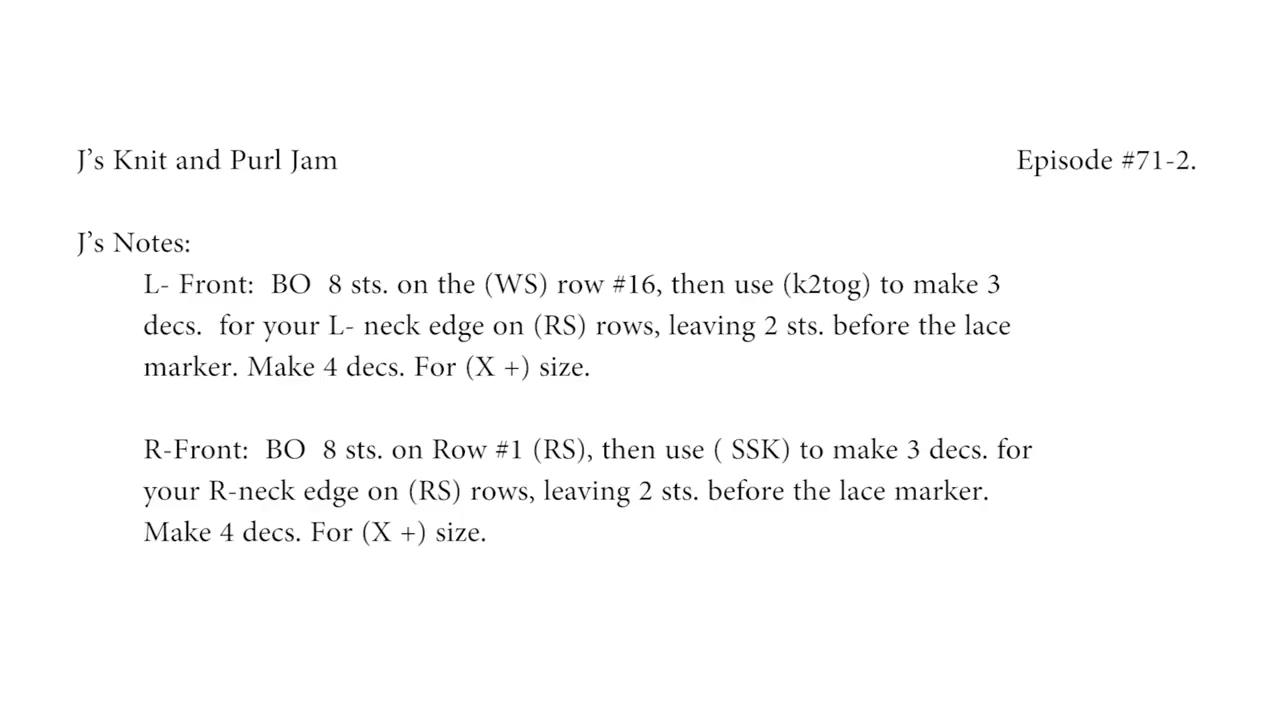 J’s Knit and Purl Jam Episode #71-2.
J’s Notes:
L- Front:  BO  8 sts. on the (WS) row #16, then use (k2tog) to make 3
decs.  for your L- neck edge on (RS) rows, leaving 2 sts. before the lace
marker. Make 4 decs. For (X +) size.
R-Front:  BO  8 sts. on Row #1 (RS), then use ( SSK) to make 3 decs. for
your R-neck edge on (RS) rows, leaving 2 sts. before the lace marker.
Make 4 decs. For (X +) size.